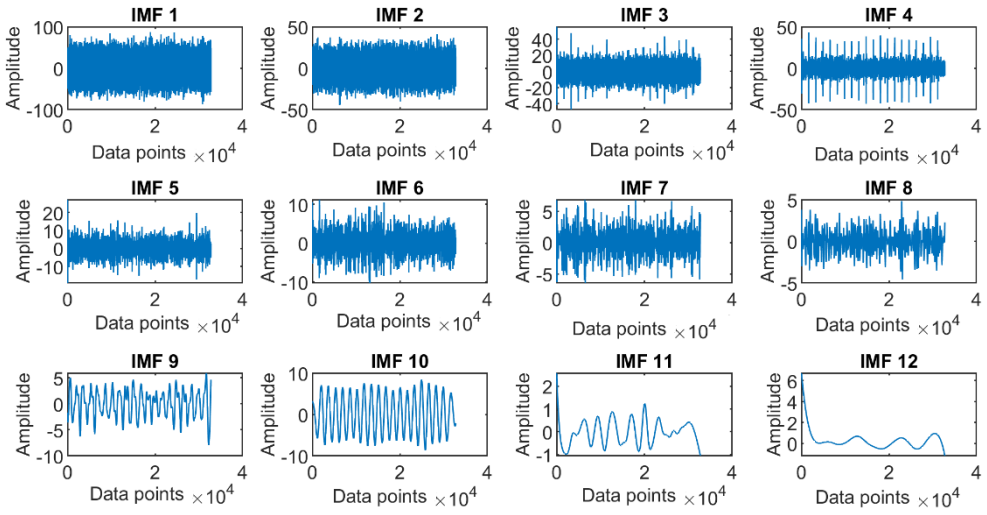 IMF 1
Amplitude
100
0
-100
0 2 4
Data points ×10^4
IMF 2
Amplitude
50
0
-50
0 2 4
Data points ×10^4
IMF 3
Amplitude
40
20
0
-20
-40
0 2 4
Data points ×10^4
IMF 4
Amplitude
50
0
-50
0 2 4
Data points ×10^4
IMF 5
Amplitude
20
10
0
-10
0 2 4
Data points ×10^4
IMF 6
Amplitude
10
0
-10
0 2 4
Data points ×10^4
IMF 7
Amplitude
5
0
-5
0 2 4
Data points ×10^4
IMF 8
Amplitude
5
0
-5
0 2 4
Data points ×10^4
IMF 9
Amplitude
5
0
-5
-10
0 2 4
Data points ×10^4
IMF 10
Amplitude
10
0
-10
0 2 4
Data points ×10^4
IMF 11
Amplitude
2
1
0
-1
0 2 4
Data points ×10^4
IMF 12
Amplitude
6
4
2
0
0 2 4
Data points ×10^4